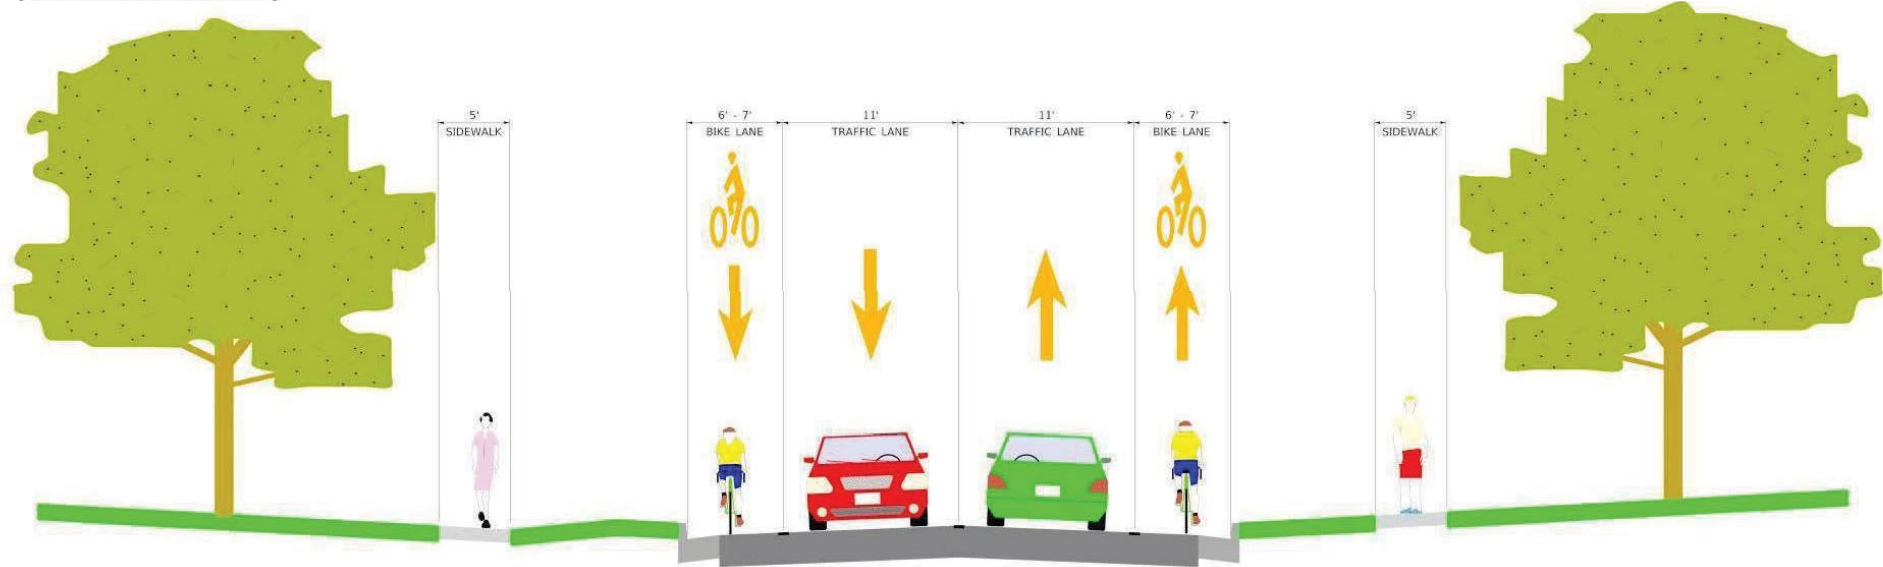 5'
SIDEWALK
6' - 7'
BIKE LANE
11'
TRAFFIC LANE
11'
TRAFFIC LANE
6' - 7'
BIKE LANE
5'
SIDEWALK